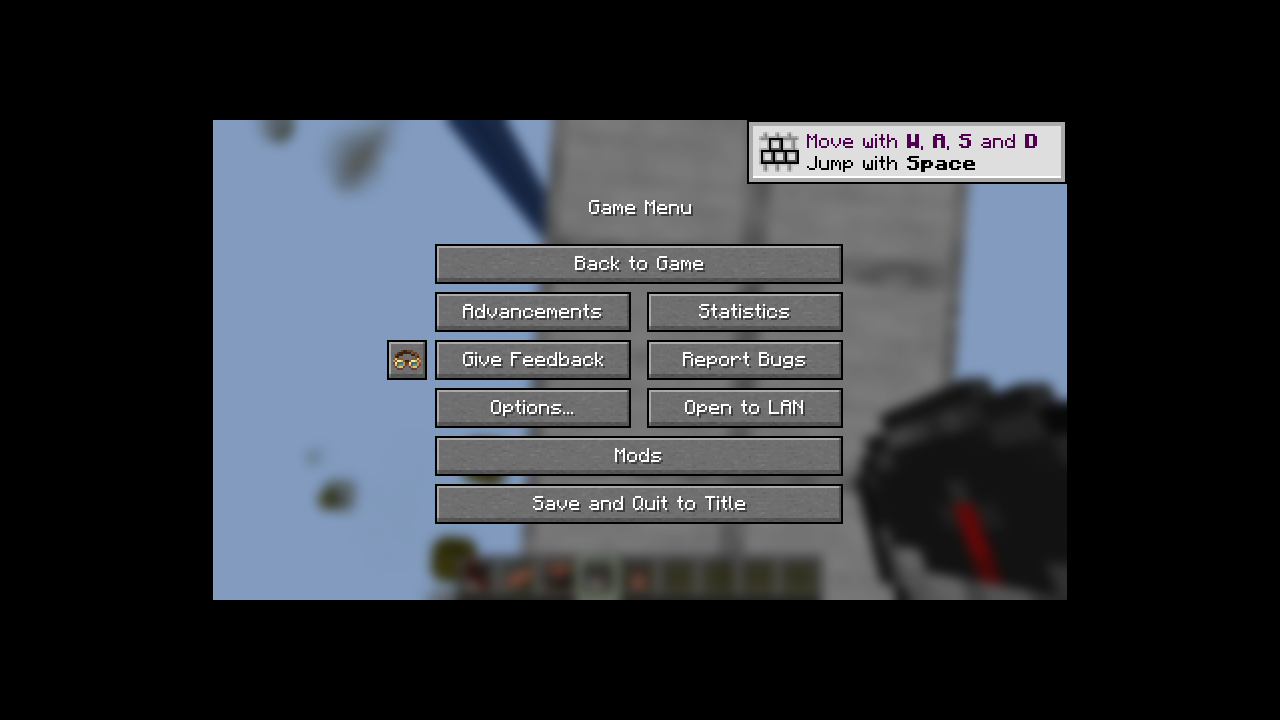 Move with W, A, S and D
Jump with Space
Game Menu
Back to Game
Advancements
Statistics
Give Feedback
Report Bugs
Options...
Open to LAN
Mods
Save and Quit to Title